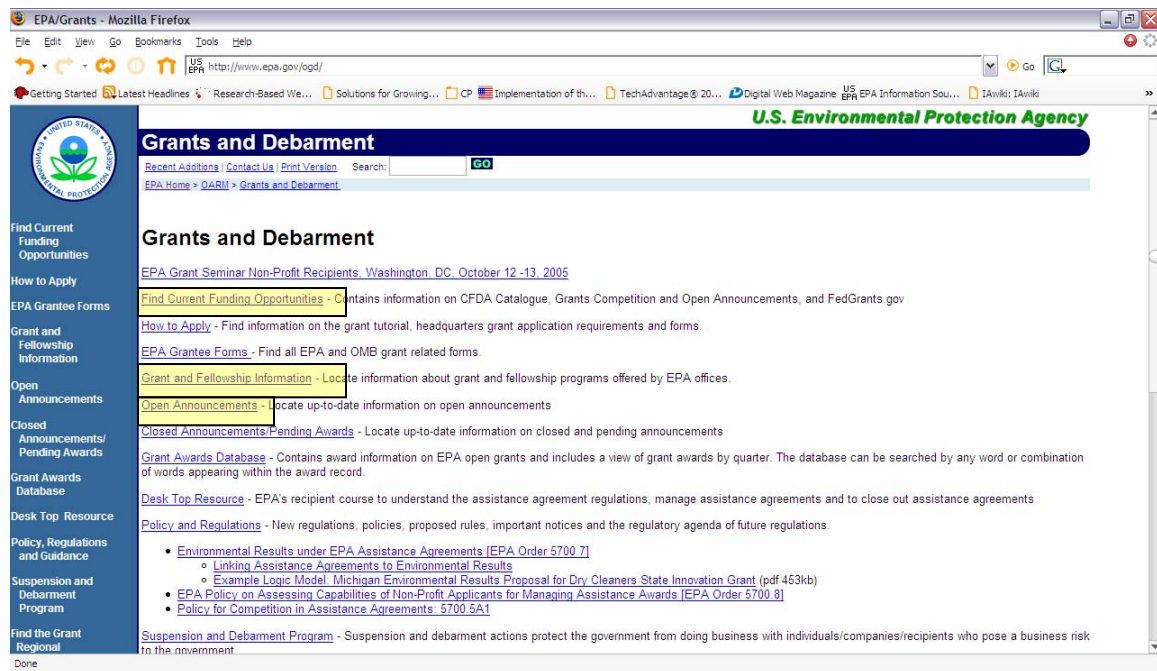 EPA/Grants - Mozilla Firefox
File Edit View Go Bookmarks Tools Help
US EPA http://www.epa.gov/ogd/ Go G
Getting Started Latest Headlines Research-Based We... Solutions for Growing... CP Implementation of th... TechAdvantage® 20... Digital Web Magazine US EPA EPA Information Sou... IAwiki: IAwiki »
U.S. Environmental Protection Agency
UNITED STATES ENVIRONMENTAL PROTECTION AGENCY
Grants and Debarment
Recent Additions | Contact Us | Print Version Search: GO
EPA Home > OARM > Grants and Debarment
Find Current
Funding
Opportunities
How to Apply
EPA Grantee Forms
Grant and
Fellowship
Information
Open
Announcements
Closed
Announcements/
Pending Awards
Grant Awards
Database
Desk Top Resource
Policy, Regulations
and Guidance
Suspension and
Debarment
Program
Find the Grant
Regional
Grants and Debarment
EPA Grant Seminar Non-Profit Recipients, Washington, DC, October 12 -13, 2005
Find Current Funding Opportunities - Contains information on CFDA Catalogue, Grants Competition and Open Announcements, and FedGrants.gov
How to Apply - Find information on the grant tutorial, headquarters grant application requirements and forms.
EPA Grantee Forms - Find all EPA and OMB grant related forms.
Grant and Fellowship Information - Locate information about grant and fellowship programs offered by EPA offices.
Open Announcements - Locate up-to-date information on open announcements
Closed Announcements/Pending Awards - Locate up-to-date information on closed and pending announcements
Grant Awards Database - Contains award information on EPA open grants and includes a view of grant awards by quarter. The database can be searched by any word or combination
of words appearing within the award record.
Desk Top Resource - EPA's recipient course to understand the assistance agreement regulations, manage assistance agreements and to close out assistance agreements
Policy and Regulations - New regulations, policies, proposed rules, important notices and the regulatory agenda of future regulations.
• Environmental Results under EPA Assistance Agreements [EPA Order 5700.7]
○ Linking Assistance Agreements to Environmental Results
○ Example Logic Model: Michigan Environmental Results Proposal for Dry Cleaners State Innovation Grant (pdf 453kb)
• EPA Policy on Assessing Capabilities of Non-Profit Applicants for Managing Assistance Awards [EPA Order 5700.8]
• Policy for Competition in Assistance Agreements: 5700.5A1
Suspension and Debarment Program - Suspension and debarment actions protect the government from doing business with individuals/companies/recipients who pose a business risk
to the government
Done